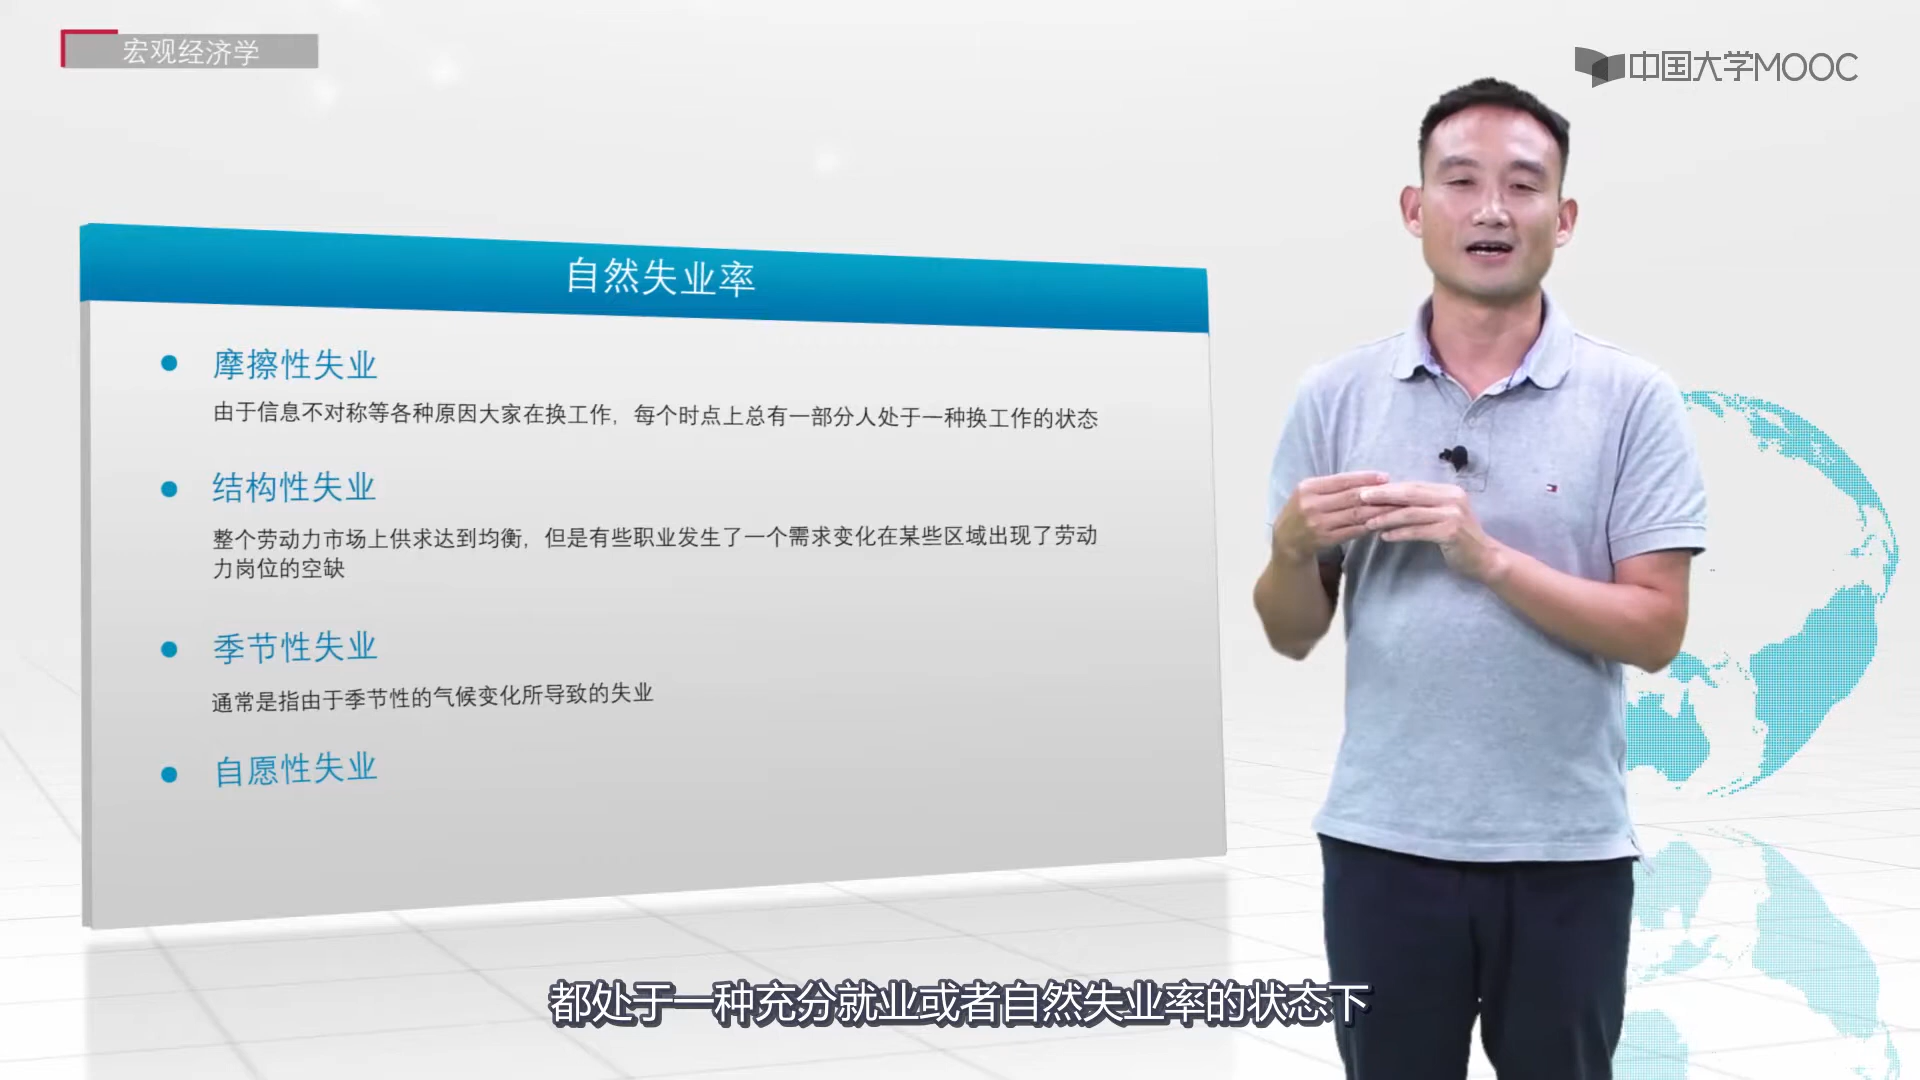 宏观经济学
中国大学MOOC
自然失业率
摩擦性失业
由于信息不对称等各种原因大家在换工作，每个时点上总有一部分人处于一种换工作的状态
结构性失业
整个劳动力市场上供求达到均衡，但是有些职业发生了一个需求变化在某些区域出现了劳动
力岗位的空缺
季节性失业
通常是指由于季节性的气候变化所导致的失业
自愿性失业
都处于一种充分就业或者自然失业率的状态下